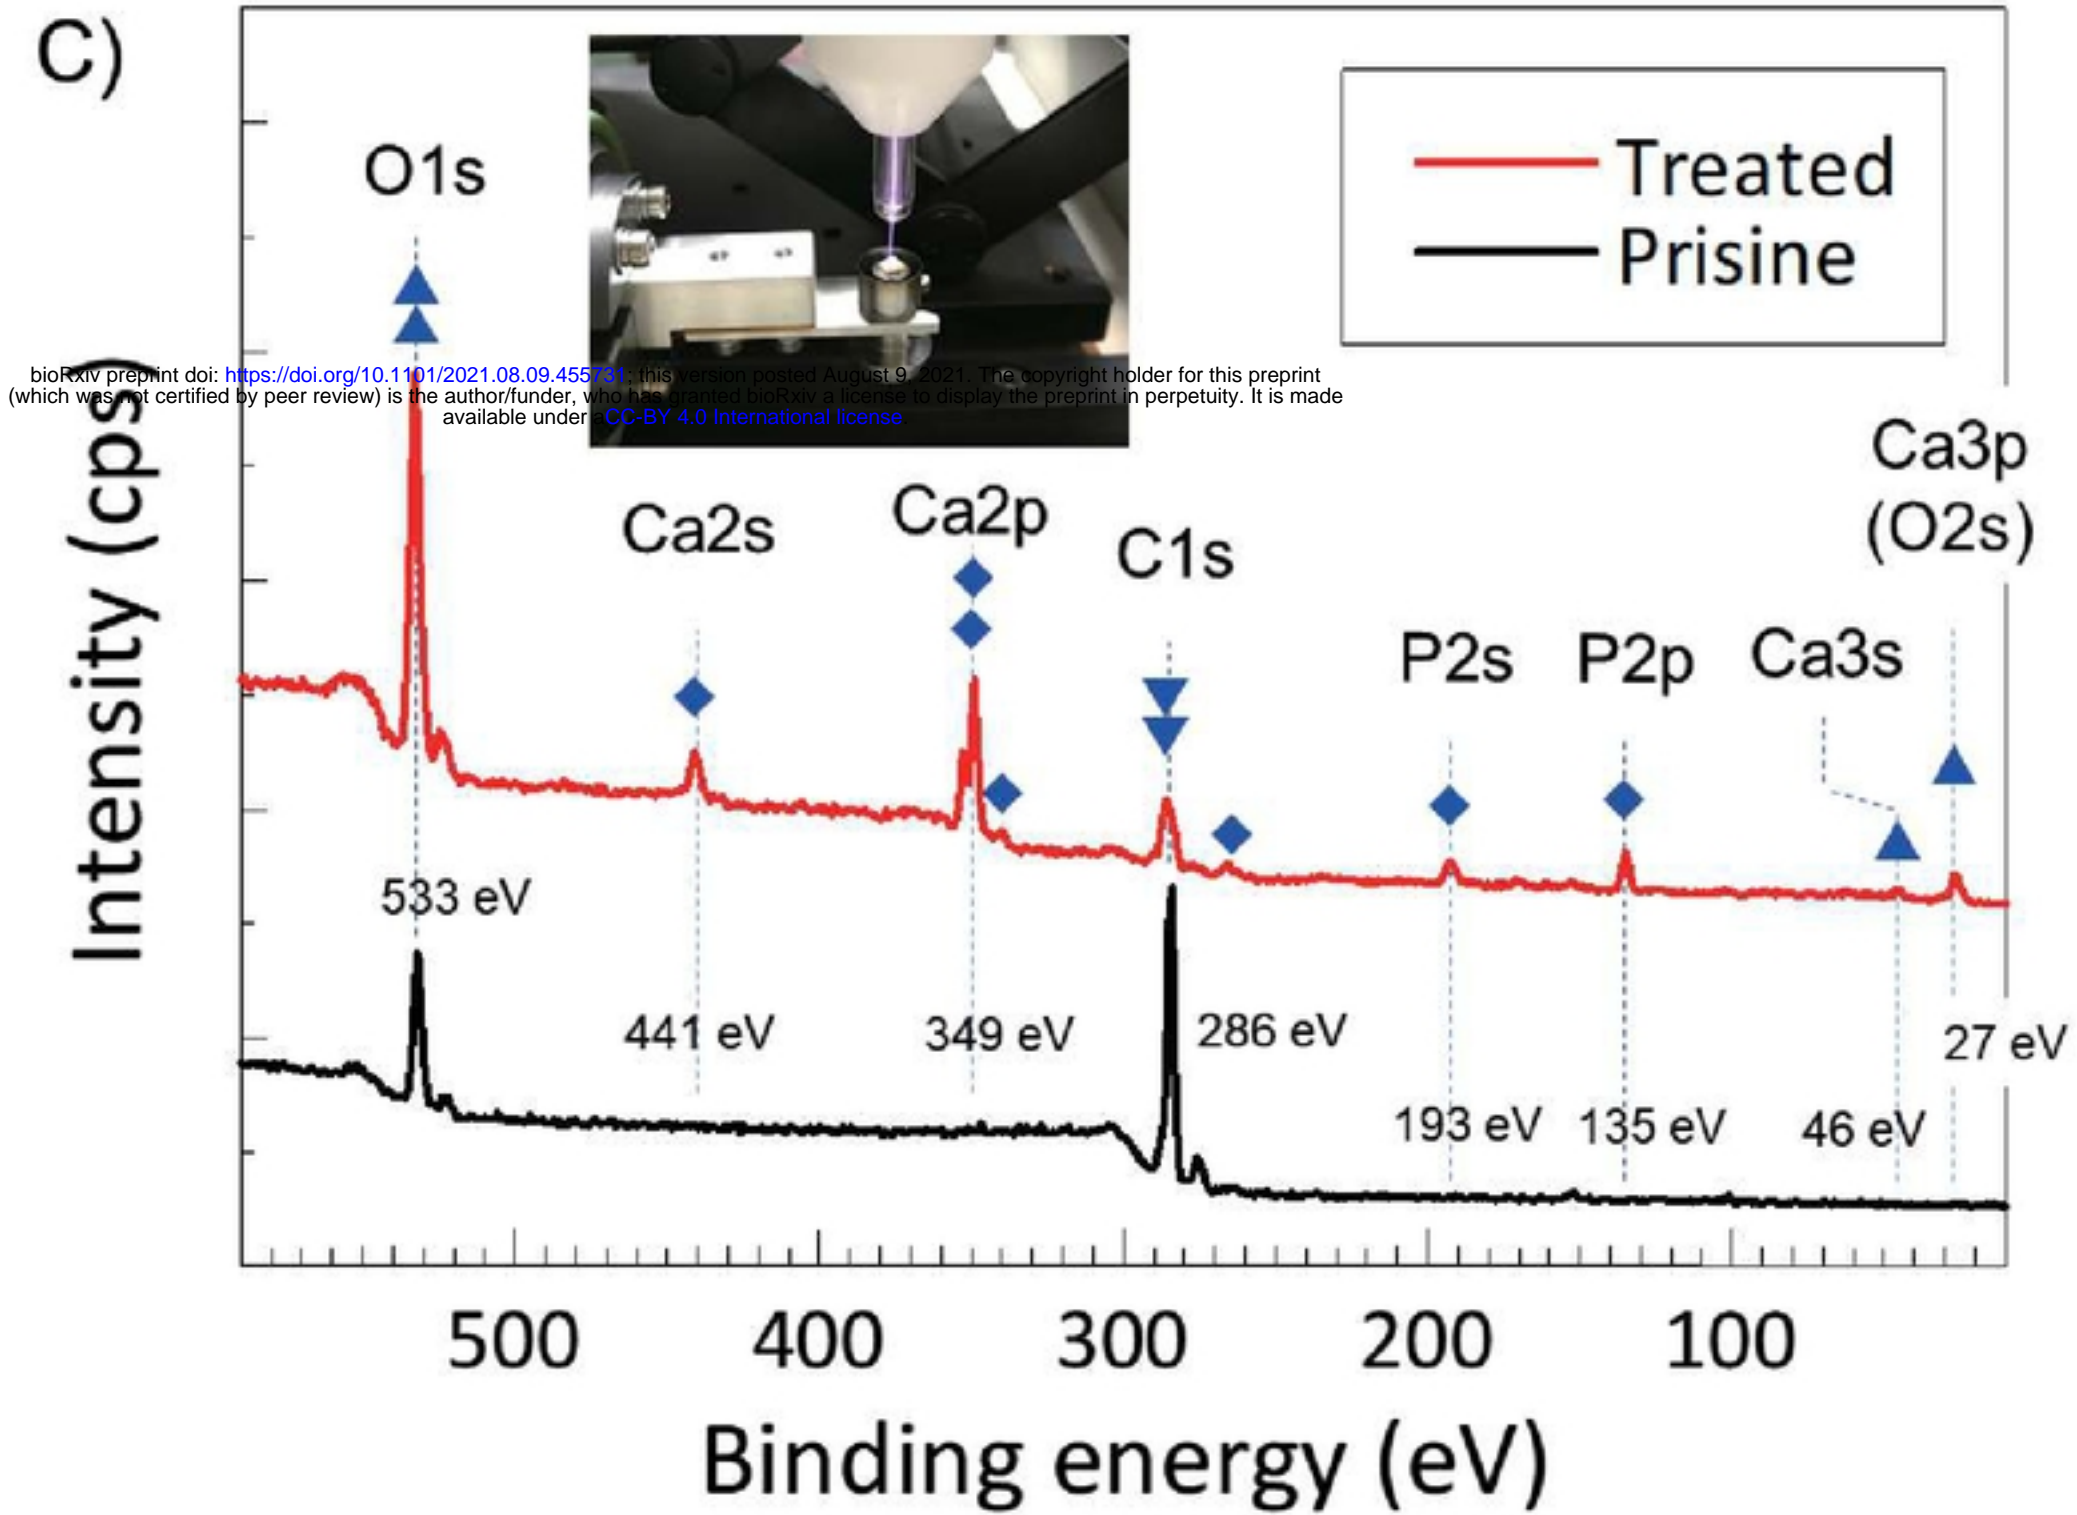 C)
O1s
Treated
Prisine
bioRxiv preprint doi: https://doi.org/10.1101/2021.08.09.455731; this version posted August 9, 2021. The copyright holder for this preprint
(which was not certified by peer review) is the author/funder, who has granted bioRxiv a license to display the preprint in perpetuity. It is made
available under aCC-BY 4.0 International license.
Intensity (cps)
Ca2s
Ca2p
C1s
P2s
P2p
Ca3s
Ca3p
(O2s)
533 eV
441 eV
349 eV
286 eV
193 eV
135 eV
46 eV
27 eV
500
400
300
200
100
Binding energy (eV)